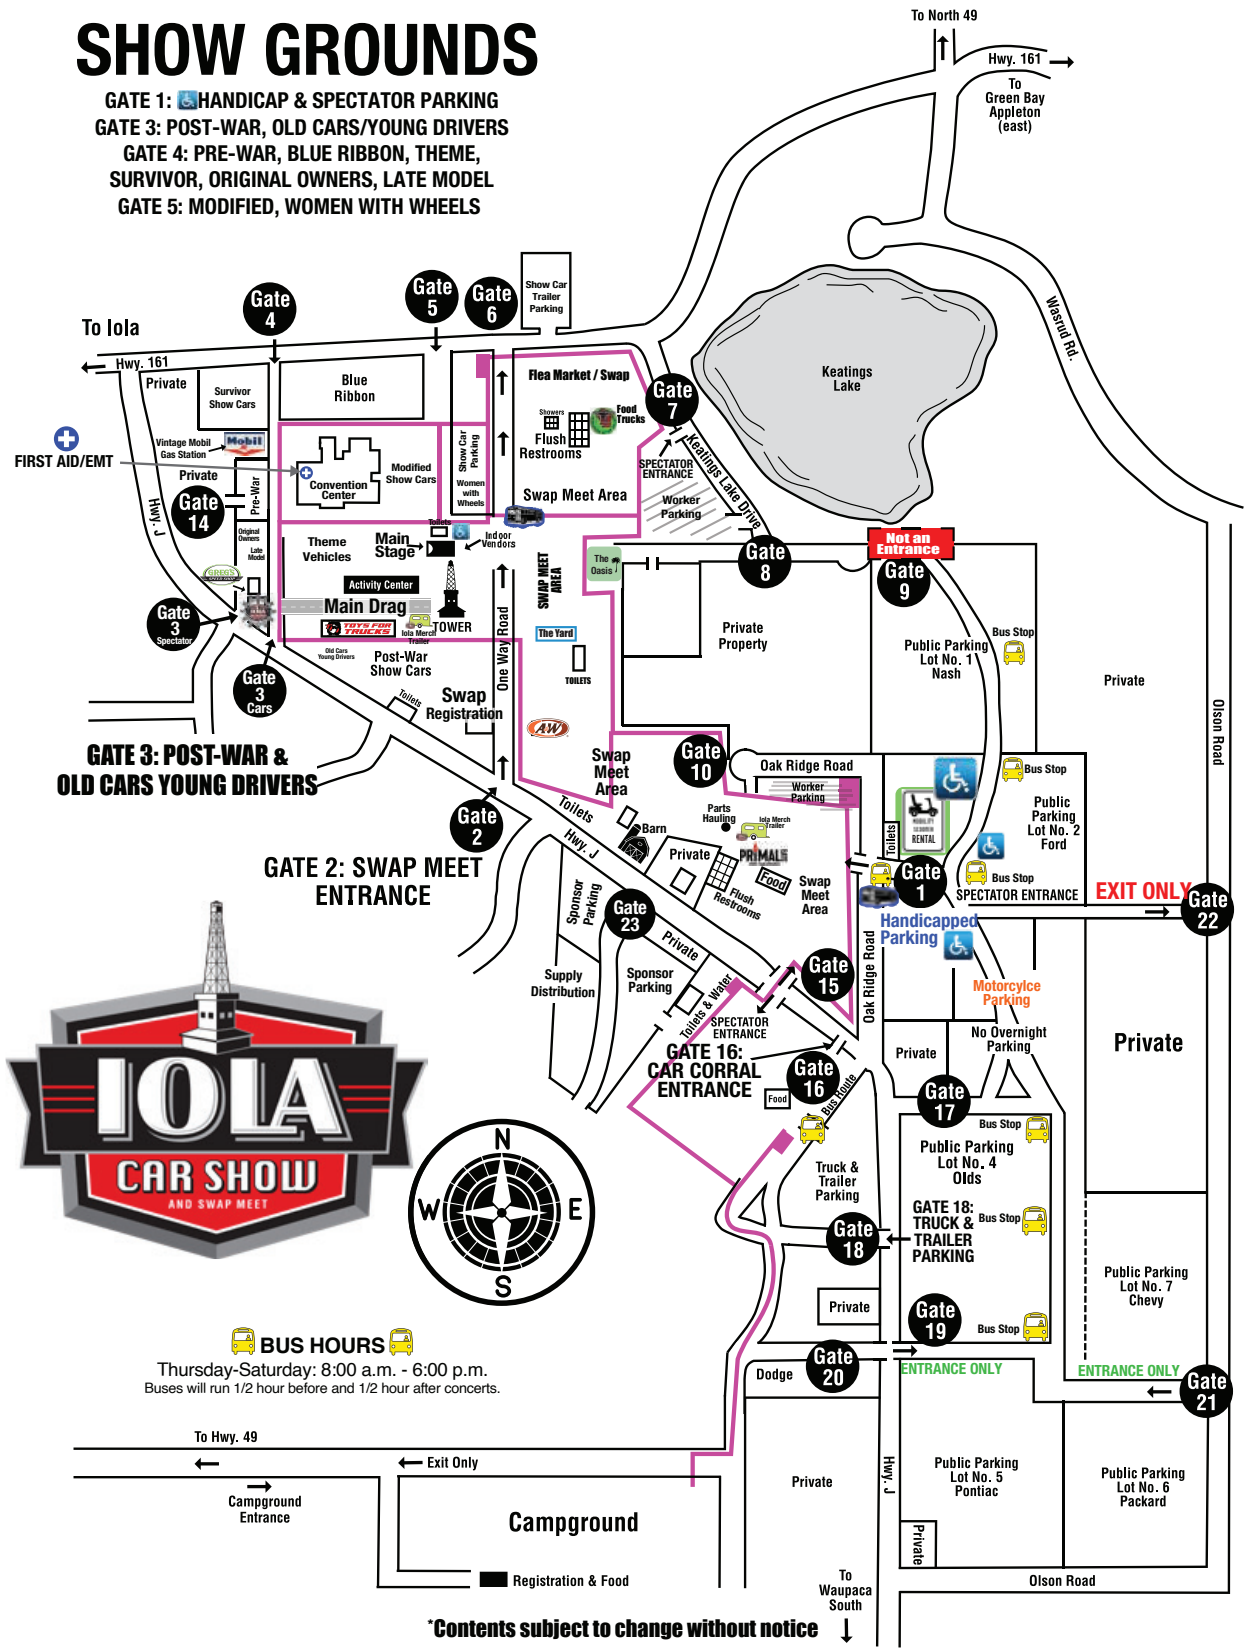 SHOW GROUNDS
GATE 1: HANDICAP & SPECTATOR PARKING
GATE 3: POST-WAR, OLD CARS/YOUNG DRIVERS
GATE 4: PRE-WAR, BLUE RIBBON, THEME,
SURVIVOR, ORIGINAL OWNERS, LATE MODEL
GATE 5: MODIFIED, WOMEN WITH WHEELS
To North 49
Hwy. 161
To
Green Bay
Appleton
(east)
Wasrud Rd.
Keatings
Lake
To Iola
Hwy. 161
Gate
4
Gate
5
Gate
6
Show Car
Trailer
Parking
Private
Survivor
Show Cars
Blue
Ribbon
Flea Market / Swap
Showers
Food
Trucks
Flush
Restrooms
Gate
7
Keatings Lake Drive
SPECTATOR
ENTRANCE
Worker
Parking
FIRST AID/EMT
Vintage Mobil
Gas Station
Mobil
Private
Gate
14
Pre-War
Hwy. J
Convention
Center
Modified
Show Cars
Show Car
Parking
Women
with
Wheels
Swap Meet Area
Original
Owners
Late
Model
GREG'S
Theme
Vehicles
Main
Stage
Toilets
Indoor
Vendors
SWAP MEET
AREA
The
Oasis
Gate
8
Not an
Entrance
Gate
9
Activity Center
Main Drag
TOYS FOR
TRUCKS
Iola Merch
Trailer
TOWER
Gate
3
Spectator
Gate
3
Cars
Old Cars
Young Drivers
Post-War
Show Cars
One Way Road
The Yard
TOILETS
Private
Property
Public Parking
Lot No. 1
Nash
Bus Stop
Private
Olson Road
Toilets
Swap
Registration
A&W
Swap
Meet
Area
Gate
10
Oak Ridge Road
Worker
Parking
GATE 3: POST-WAR &
OLD CARS YOUNG DRIVERS
Gate
2
GATE 2: SWAP MEET
ENTRANCE
Toilets
Hwy. J
Barn
Parts
Hauling
Iola Merch
Trailer
PRIMALS
Private
Flush
Restrooms
Food
Swap
Meet
Area
Toilets
MOBILITY
SCOOTER
RENTAL
Bus Stop
Public
Parking
Lot No. 2
Ford
Gate
1
Bus Stop
SPECTATOR ENTRANCE
EXIT ONLY
Gate
22
Handicapped
Parking
Oak Ridge Road
Sponsor
Parking
Gate
23
Private
Supply
Distribution
Sponsor
Parking
Toilets & Water
SPECTATOR
ENTRANCE
Gate
15
Motorcylce
Parking
No Overnight
Parking
Private
Private
GATE 16:
CAR CORRAL
ENTRANCE
Gate
16
Food
Bus Route
Gate
17
IOLA
CAR SHOW
AND SWAP MEET
N
W
E
S
Truck &
Trailer
Parking
Gate
18
GATE 18:
TRUCK &
TRAILER
PARKING
Public Parking
Lot No. 4
Olds
Bus Stop
Bus Stop
Bus Stop
Public Parking
Lot No. 7
Chevy
Private
Gate
19
ENTRANCE ONLY
Gate
20
Dodge
ENTRANCE ONLY
Gate
21
BUS HOURS
Thursday-Saturday: 8:00 a.m. - 6:00 p.m.
Buses will run 1/2 hour before and 1/2 hour after concerts.
To Hwy. 49
Exit Only
Campground
Entrance
Campground
Registration & Food
Private
Hwy. J
Public Parking
Lot No. 5
Pontiac
Public Parking
Lot No. 6
Packard
Private
Olson Road
To
Waupaca
South
*Contents subject to change without notice